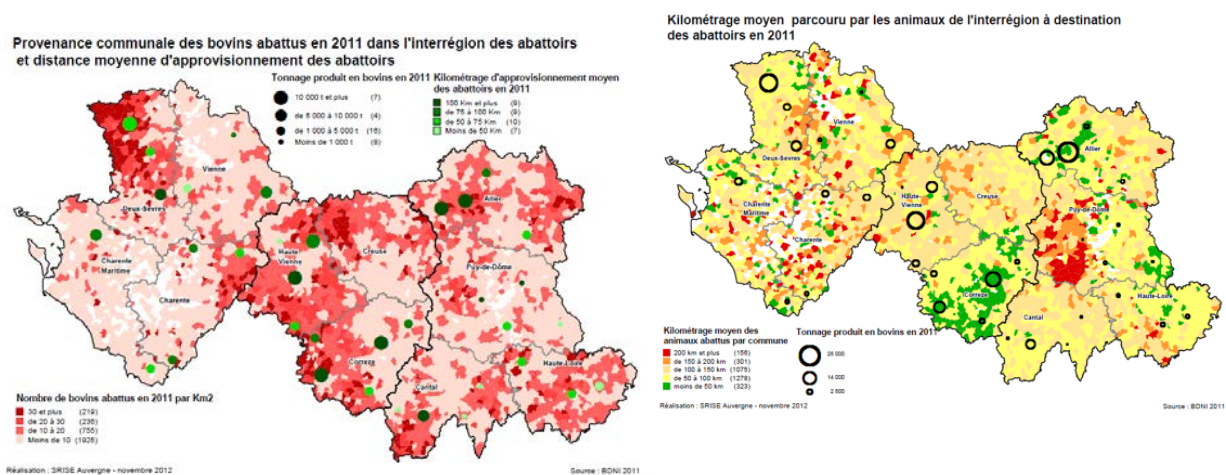 Provenance communale des bovins abattus en 2011 dans l'interrégion des abattoirs
et distance moyenne d'approvisionnement des abattoirs
Tonnage produit en bovins en 2011
10 000 t et plus (7)
de 5 000 à 10 000 t (4)
de 1 000 à 5 000 t (16)
Moins de 1 000 t (8)
Kilométrage d'approvisionnement moyen
des abattoirs en 2011
100 Km et plus (9)
de 75 à 100 Km (9)
de 50 à 75 Km (10)
Moins de 50 Km (7)
Vienne
Deux-Sèvres
Allier
Charente
Maritime
Haute
Vienne
Creuse
Puy-de-Dôme
Charente
Corrèze
Cantal
Haute-Loire
Nombre de bovins abattus en 2011 par Km2
30 et plus (219)
de 20 à 30 (236)
de 10 à 20 (755)
Moins de 10 (1925)
Réalisation : SRISE Auvergne - novembre 2012
Source : BDNI 2011
Kilométrage moyen parcouru par les animaux de l'interrégion à destination
des abattoirs en 2011
Vienne
Deux-Sèvres
Allier
Charente
Maritime
Haute-
Vienne
Creuse
Puy-de-Dôme
Charente
Corrèze
Cantal
Haute-Loire
Kilométrage moyen des
animaux abattus par commune
200 km et plus (156)
de 150 à 200 km (301)
de 100 à 150 km (1075)
de 50 à 100 km (1278)
moins de 50 km (323)
Tonnage produit en bovins en 2011
28 000
14 000
2 800
Réalisation : SRISE Auvergne - novembre 2012
Source : BDNI 2011